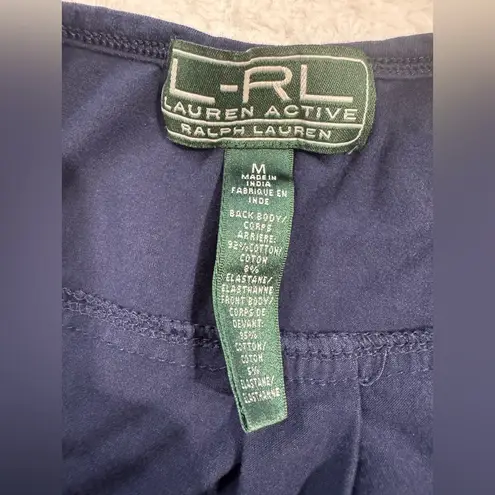 L-RL
LAUREN ACTIVE
RALPH LAUREN
M
MADE IN
INDIA
FABRIQUE EN
INDE
BACK BODY/
CORPS
ARRIERE:
92% COTTON/
COTON
8%
ELASTANE/
ELASTHANNE
FRONT BODY/
CORPS DE
DEVANT:
95%
COTTON/
COTON
5%
ELASTANE/
ELASTHANNE